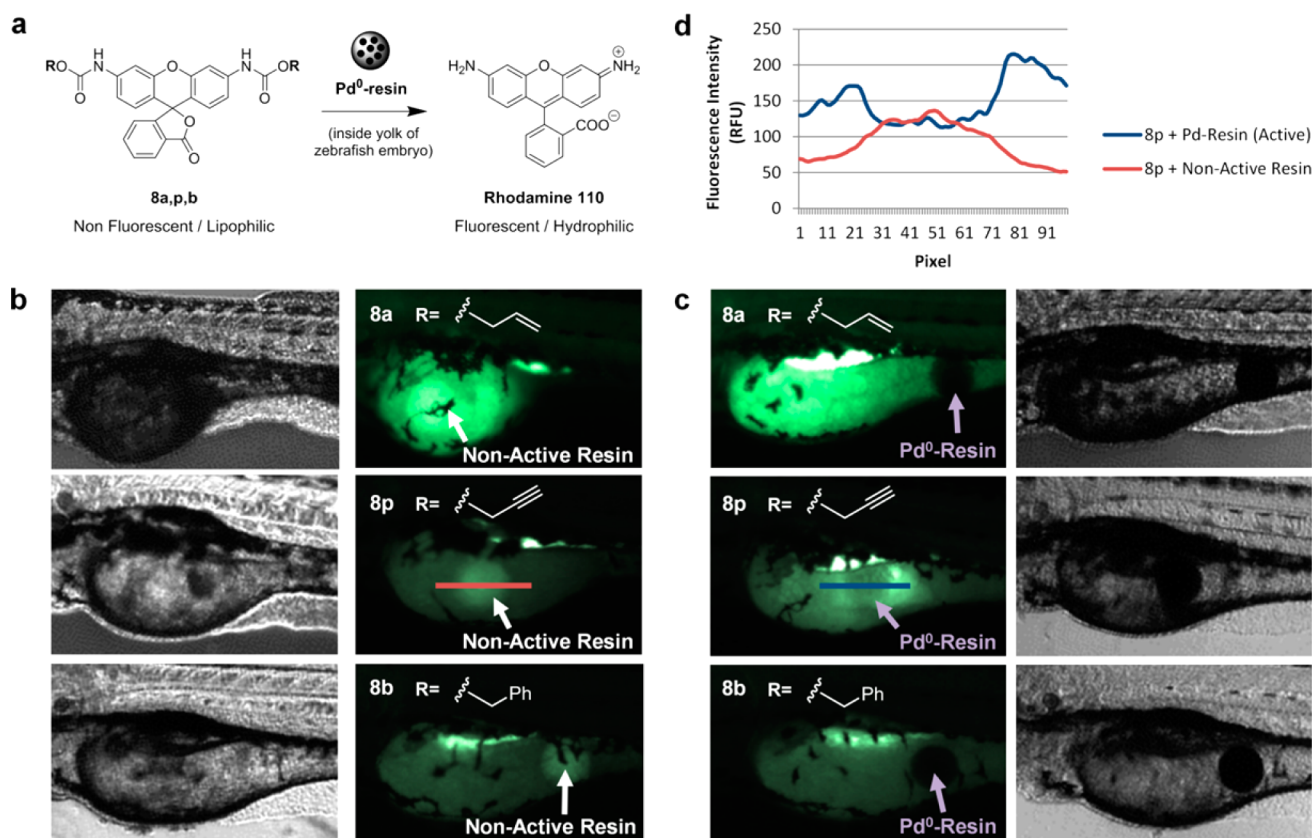 a
RO
H
N
O
O
H
N
OR
O
O
O
8a,p,b
Non Fluorescent / Lipophilic
Pd⁰-resin
(inside yolk of
zebrafish embryo)
H₂N
O
⊕
NH₂
COO⊖
Rhodamine 110
Fluorescent / Hydrophilic
d
Fluorescence Intensity
(RFU)
250
200
150
100
50
0
1 11 21 31 41 51 61 71 81 91
Pixel
8p + Pd-Resin (Active)
8p + Non-Active Resin
b
8a R=
Non-Active Resin
8p R=
Non-Active Resin
8b R= Ph
Non-Active Resin
c
8a R=
Pd⁰-Resin
8p R=
Pd⁰-Resin
8b R= Ph
Pd⁰-Resin